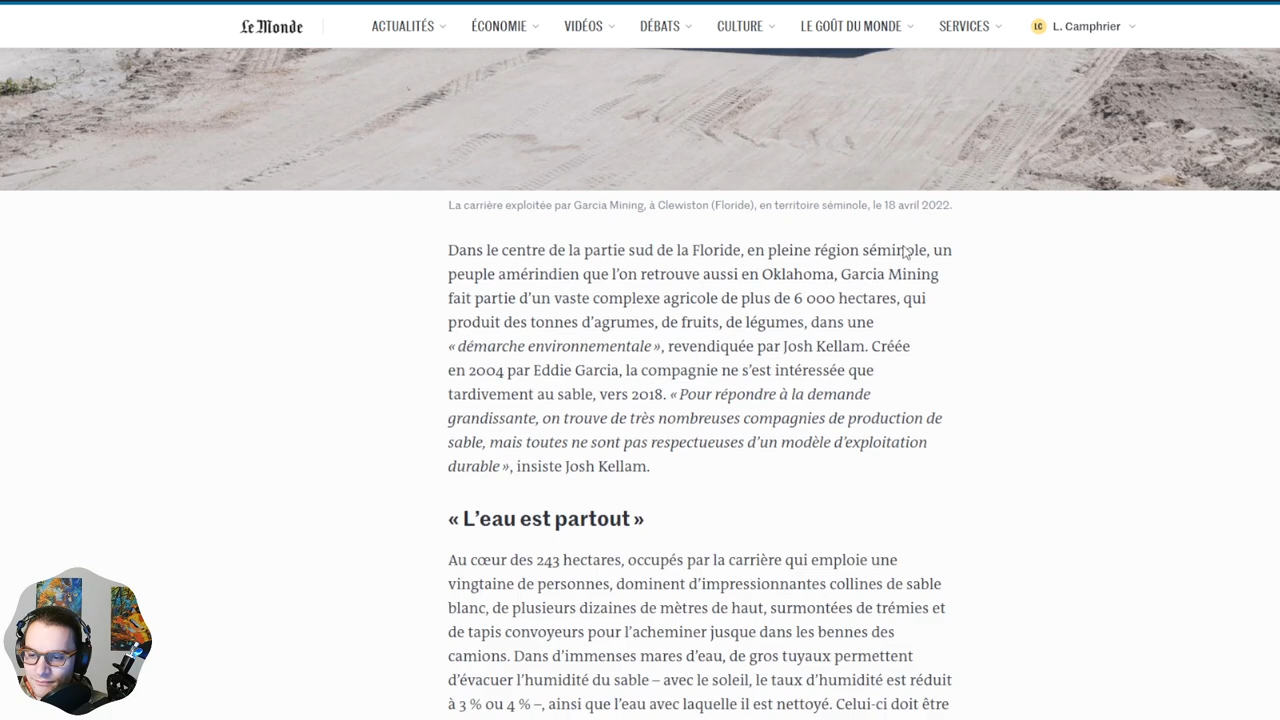 Le Monde
ACTUALITÉS
ÉCONOMIE
VIDÉOS
DÉBATS
CULTURE
LE GOÛT DU MONDE
SERVICES
LC
L. Camphrier
La carrière exploitée par Garcia Mining, à Clewiston (Floride), en territoire séminole, le 18 avril 2022.
Dans le centre de la partie sud de la Floride, en pleine région séminole, un
peuple amérindien que l’on retrouve aussi en Oklahoma, Garcia Mining
fait partie d’un vaste complexe agricole de plus de 6 000 hectares, qui
produit des tonnes d’agrumes, de fruits, de légumes, dans une
« démarche environnementale », revendiquée par Josh Kellam. Créée
en 2004 par Eddie Garcia, la compagnie ne s’est intéressée que
tardivement au sable, vers 2018. « Pour répondre à la demande
grandissante, on trouve de très nombreuses compagnies de production de
sable, mais toutes ne sont pas respectueuses d’un modèle d’exploitation
durable », insiste Josh Kellam.
« L’eau est partout »
Au cœur des 243 hectares, occupés par la carrière qui emploie une
vingtaine de personnes, dominent d’impressionnantes collines de sable
blanc, de plusieurs dizaines de mètres de haut, surmontées de trémies et
de tapis convoyeurs pour l’acheminer jusque dans les bennes des
camions. Dans d’immenses mares d’eau, de gros tuyaux permettent
d’évacuer l’humidité du sable – avec le soleil, le taux d’humidité est réduit
à 3 % ou 4 % –, ainsi que l’eau avec laquelle il est nettoyé. Celui-ci doit être